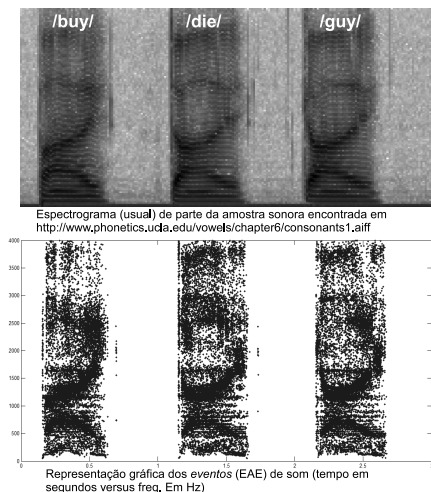 /buy/ /die/ /guy/
Espectrograma (usual) de parte da amostra sonora encontrada em
http://www.phonetics.ucla.edu/vowels/chapter6/consonants1.aiff
4000
3500
3000
2500
2000
1500
1000
500
0
0 0.5 1 1.5 2 2.5
Representação gráfica dos eventos (EAE) de som (tempo em
segundos versus freq. Em Hz)